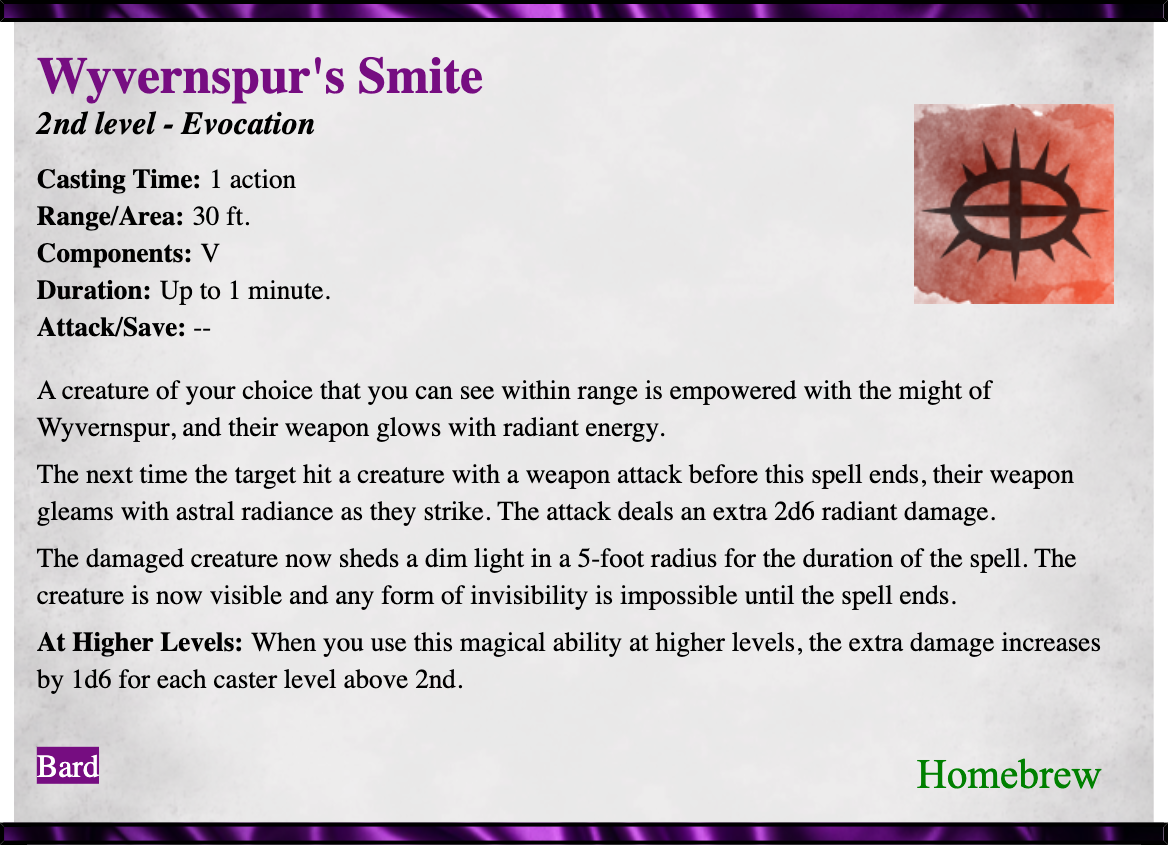 Wyvernspur's Smite
2nd level - Evocation
Casting Time: 1 action
Range/Area: 30 ft.
Components: V
Duration: Up to 1 minute.
Attack/Save: --
A creature of your choice that you can see within range is empowered with the might of
Wyvernspur, and their weapon glows with radiant energy.
The next time the target hit a creature with a weapon attack before this spell ends, their weapon
gleams with astral radiance as they strike. The attack deals an extra 2d6 radiant damage.
The damaged creature now sheds a dim light in a 5-foot radius for the duration of the spell. The
creature is now visible and any form of invisibility is impossible until the spell ends.
At Higher Levels: When you use this magical ability at higher levels, the extra damage increases
by 1d6 for each caster level above 2nd.
Bard
Homebrew